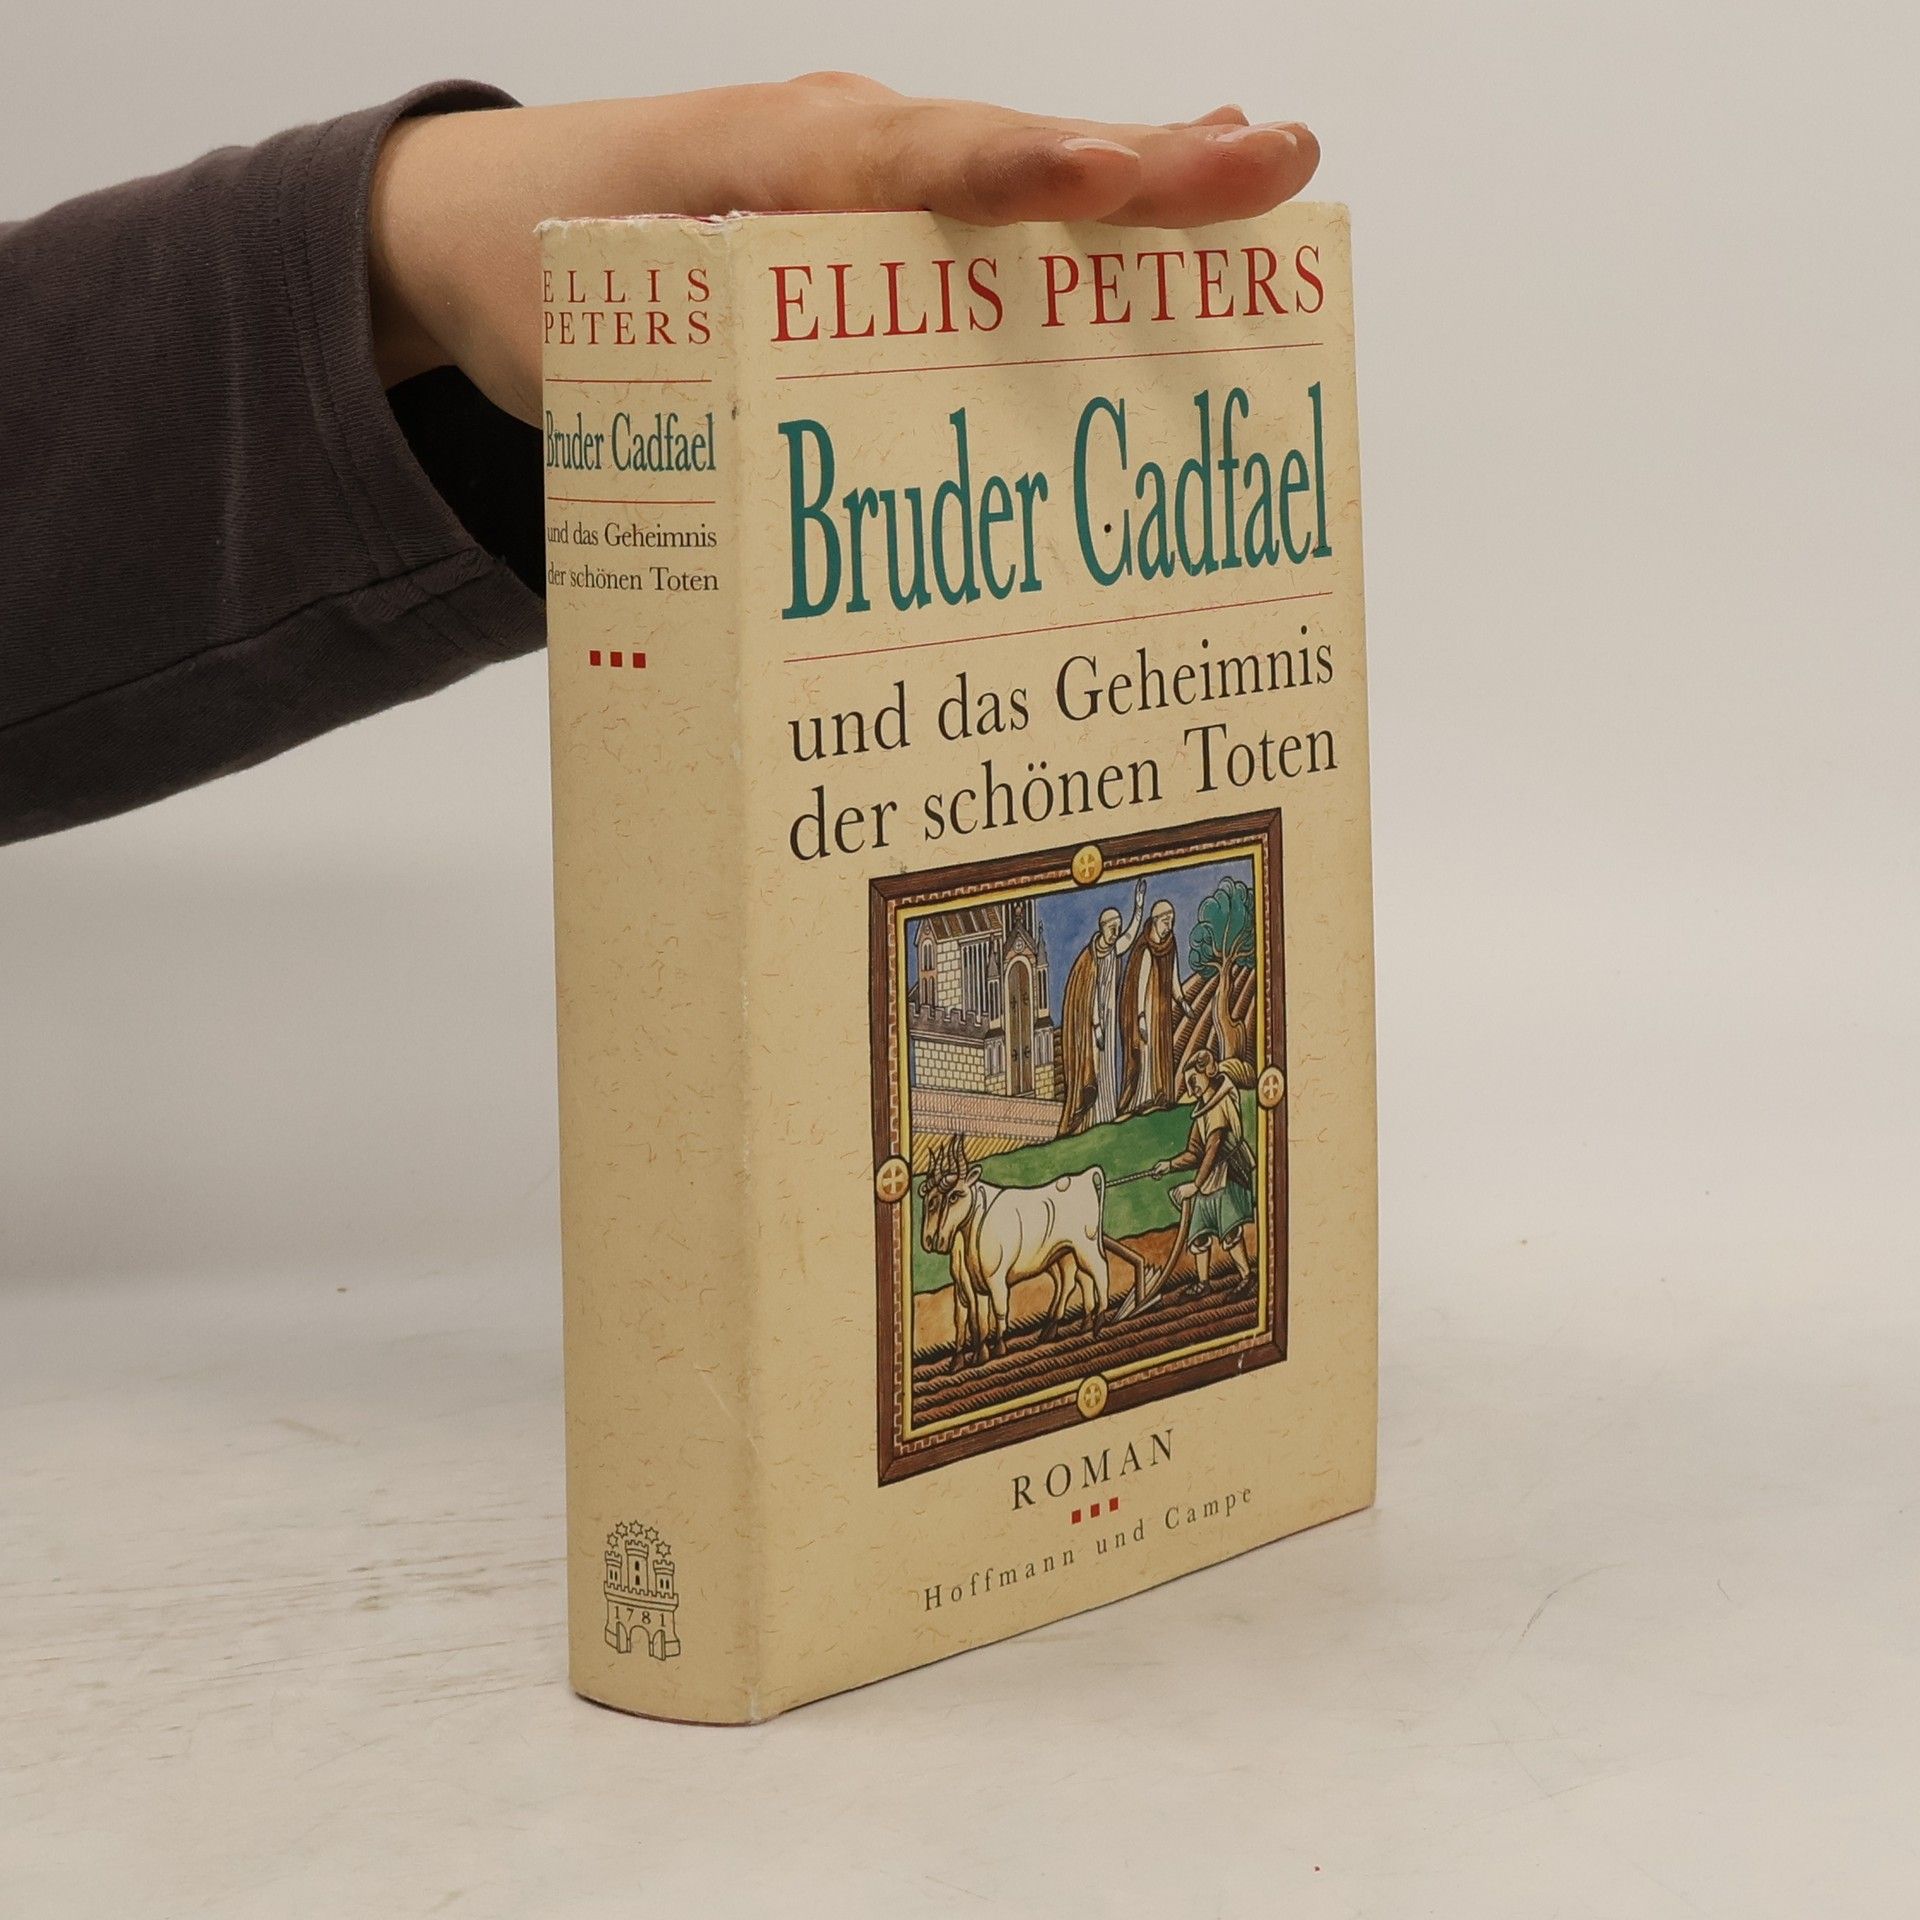 ELLIS
PETERS
Bruder Cadfael
und das Geheimnis
der schönen Toten
1781
ELLIS PETERS
Bruder Cadfael
und das Geheimnis
der schönen Toten
ROMAN
Hoffmann und Campe